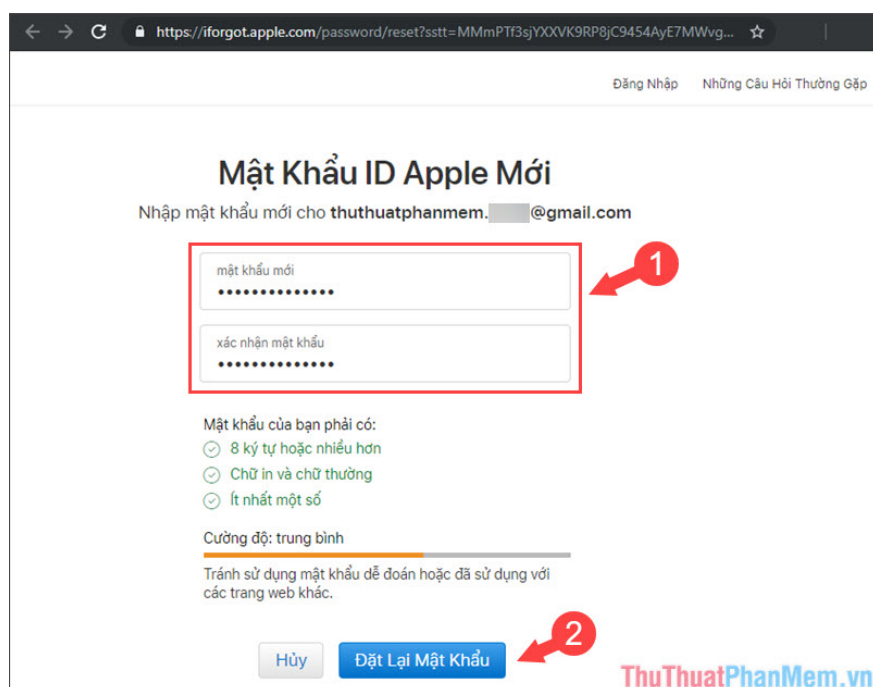 https://iforgot.apple.com/password/reset?sstt=MMmPTf3sjYXXVK9RP8jC9454AyE7MWvg...
Đăng Nhập Những Câu Hỏi Thường Gặp
Mật Khẩu ID Apple Mới
Nhập mật khẩu mới cho thuthuatphanmem. @gmail.com
1
mật khẩu mới
••••••••••••••
xác nhận mật khẩu
••••••••••••••
Mật khẩu của bạn phải có:
8 ký tự hoặc nhiều hơn
Chữ in và chữ thường
Ít nhất một số
Cường độ: trung bình
Tránh sử dụng mật khẩu dễ đoán hoặc đã sử dụng với
các trang web khác.
2
Hủy Đặt Lại Mật Khẩu
ThuThuatPhanMem.vn